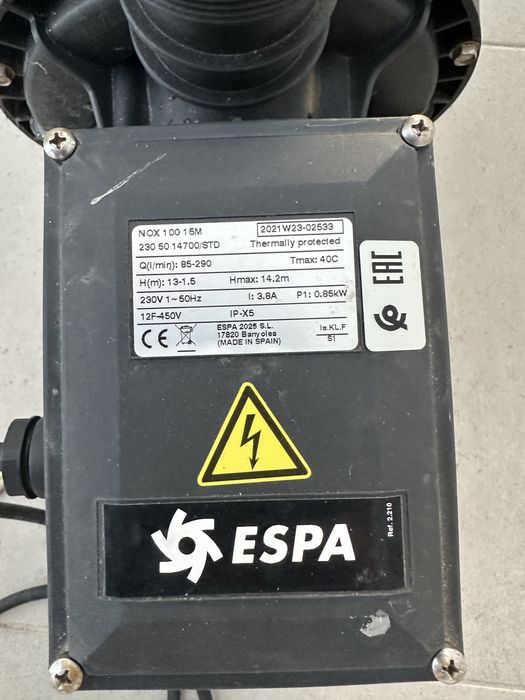 NOX 100 15M 2021W23-02533
230 50 14700/STD Thermally protected
Q(l/min): 85-290 Tmax: 40C
H(m): 13-1.5 Hmax: 14.2m
230V 1~50Hz I: 3.8A P1: 0.85kW
12F-450V IP-X5
CE ESPA 2025 S.L. Is.KL.F
17820 Banyoles S1
(MADE IN SPAIN)
EAC
ESPA
Ref. 2.210